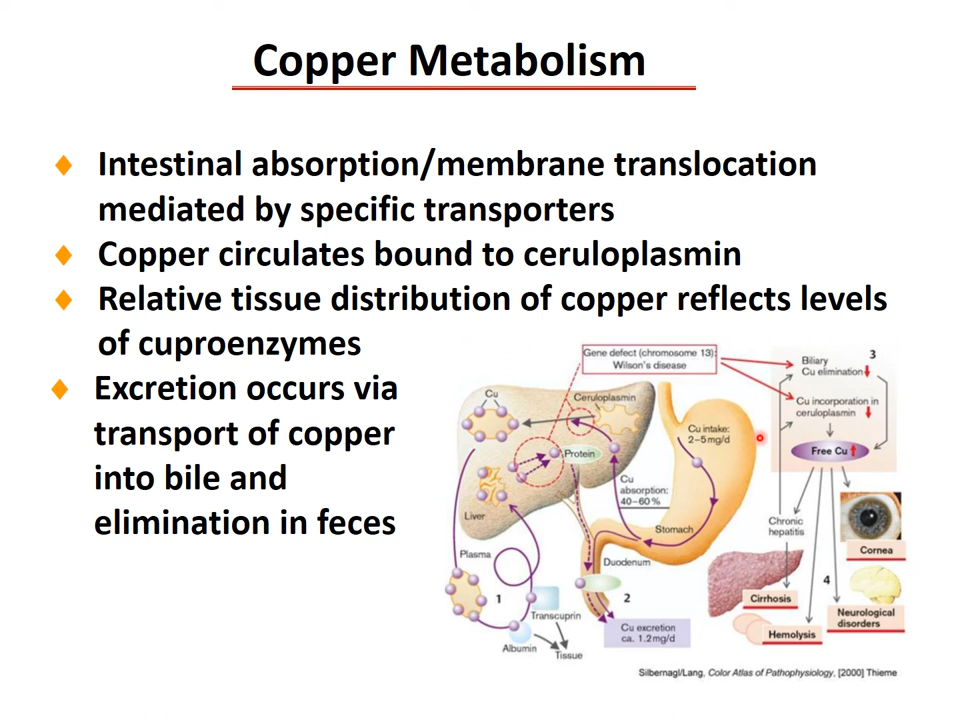 Copper Metabolism
Intestinal absorption/membrane translocation
mediated by specific transporters
Copper circulates bound to ceruloplasmin
Relative tissue distribution of copper reflects levels
of cuproenzymes
Excretion occurs via
transport of copper
into bile and
elimination in feces
Gene defect (chromosome 13):
Wilson's disease
3
Biliary
Cu elimination
Cu incorporation in
ceruloplasmin
Free Cu
Cu
Ceruloplasmin
Cu intake:
2–5mg/d
Protein
Cu
absorption:
40–60%
Liver
Stomach
Chronic
hepatitis
Cornea
Plasma
Duodenum
1
2
4
Cirrhosis
Neurological
disorders
Hemolysis
Transcuprin
Cu excretion
ca. 1.2mg/d
Albumin
Tissue
Silbernagl/Lang, Color Atlas of Pathophysiology, [2000] Thieme